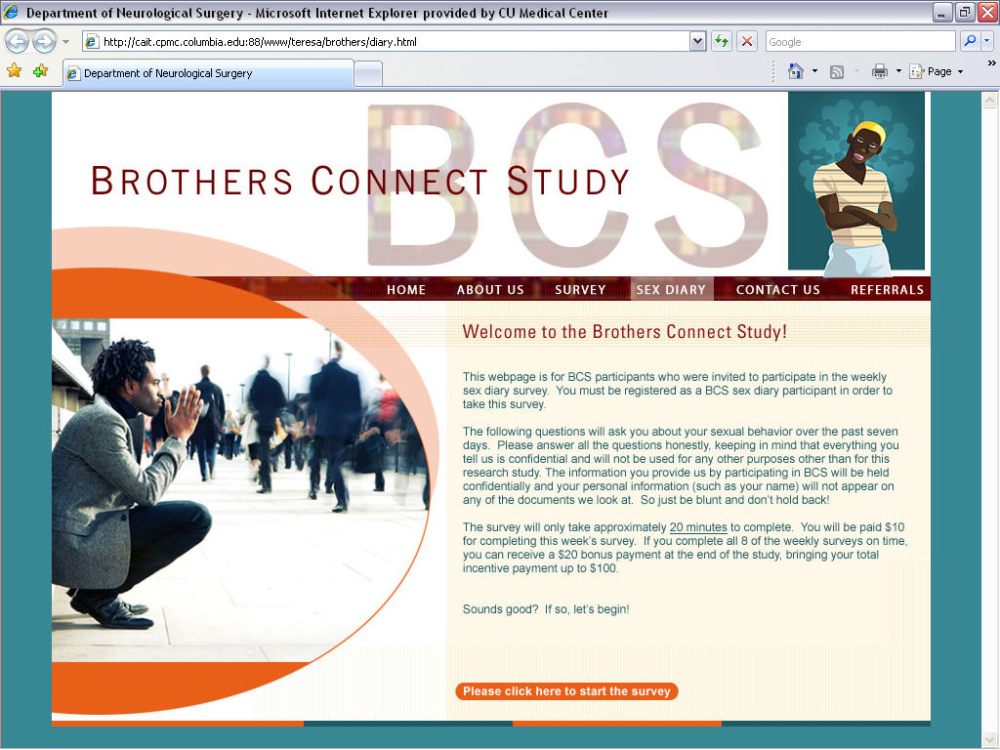 Department of Neurological Surgery - Microsoft Internet Explorer provided by CU Medical Center
http://cait.cpmc.columbia.edu:88/www/teresa/brothers/diary.html
Google
Department of Neurological Surgery
Page
»
BCS
BROTHERS CONNECT STUDY
HOME ABOUT US SURVEY SEX DIARY CONTACT US REFERRALS
Welcome to the Brothers Connect Study!
This webpage is for BCS participants who were invited to participate in the weekly
sex diary survey. You must be registered as a BCS sex diary participant in order to
take this survey.
The following questions will ask you about your sexual behavior over the past seven
days. Please answer all the questions honestly, keeping in mind that everything you
tell us is confidential and will not be used for any other purposes other than for this
research study. The information you provide us by participating in BCS will be held
confidentially and your personal information (such as your name) will not appear on
any of the documents we look at. So just be blunt and don't hold back!
The survey will only take approximately 20 minutes to complete. You will be paid $10
for completing this week's survey. If you complete all 8 of the weekly surveys on time,
you can receive a $20 bonus payment at the end of the study, bringing your total
incentive payment up to $100.
Sounds good? If so, let's begin!
Please click here to start the survey